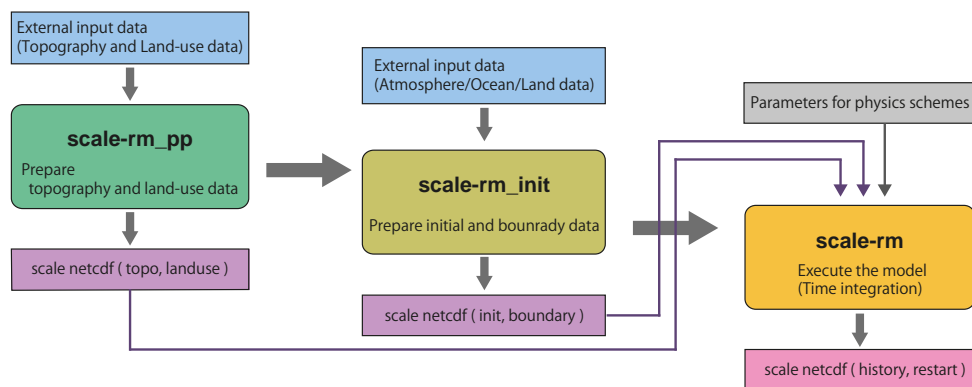 External input data
(Topography and Land-use data)
scale-rm_pp
Prepare
topography and land-use data
scale netcdf ( topo, landuse )
External input data
(Atmosphere/Ocean/Land data)
scale-rm_init
Prepare initial and bounrady data
scale netcdf ( init, boundary )
Parameters for physics schemes
scale-rm
Execute the model
(Time integration)
scale netcdf ( history, restart )